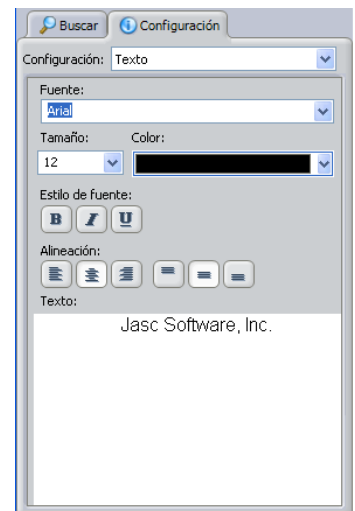 Buscar Configuración
Configuración: Texto
Fuente:
Arial
Tamaño: Color:
12
Estilo de fuente:
B I U
Alineación:
Texto:
Jasc Software, Inc.